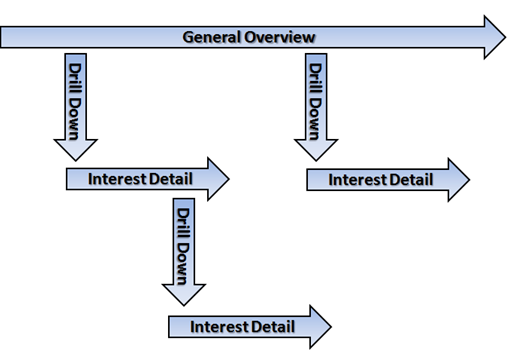 General Overview
Drill Down
Drill Down
Interest Detail
Interest Detail
Drill Down
Interest Detail